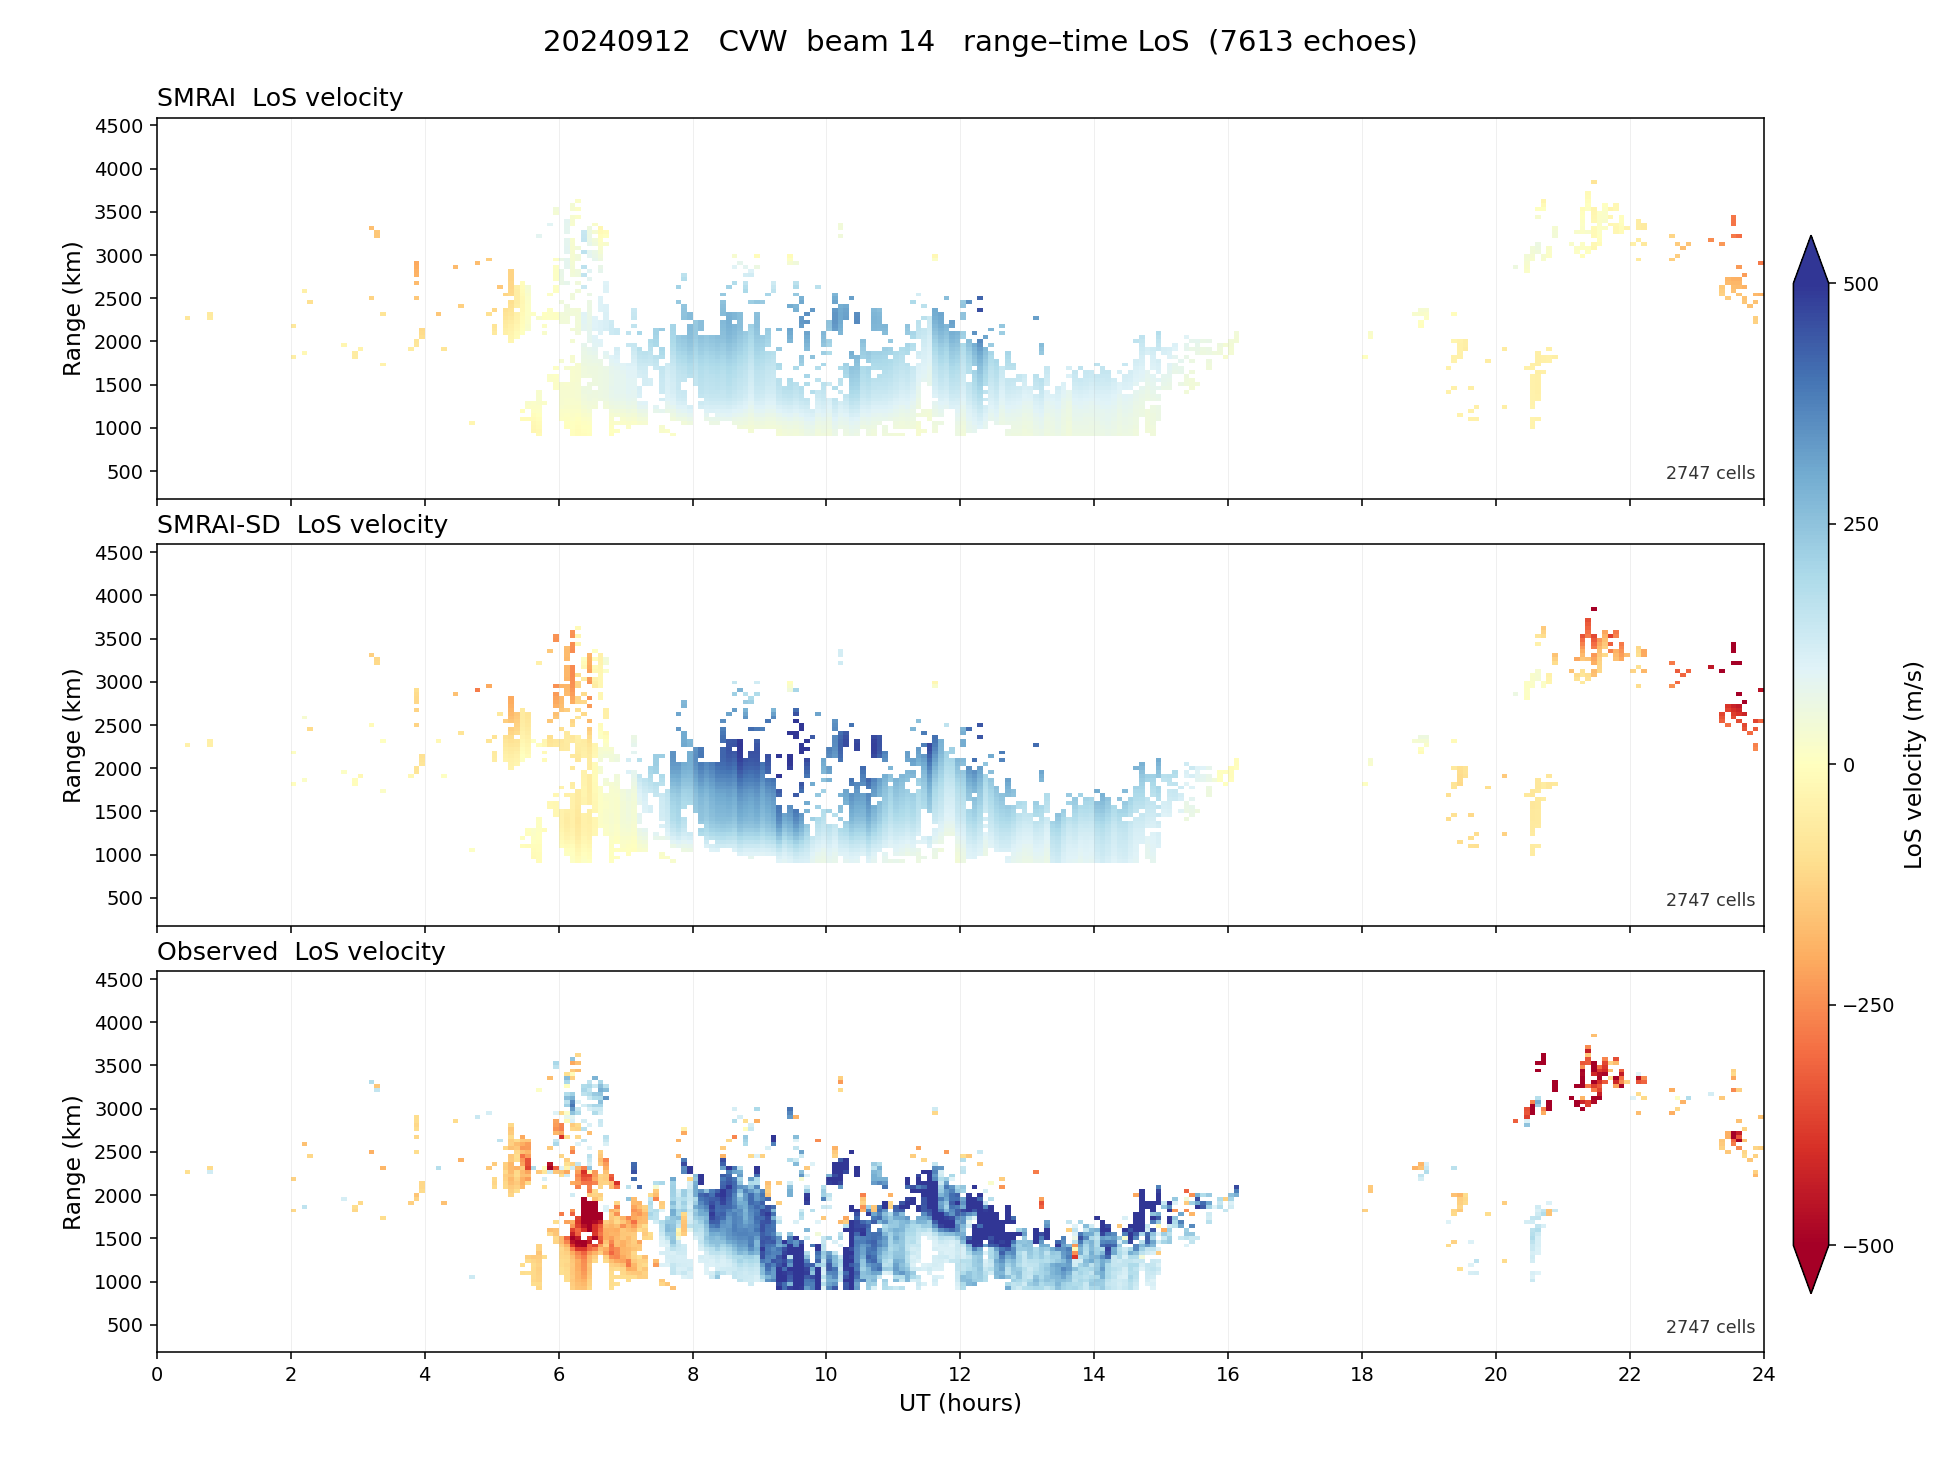 20240912   CVW  beam 14   range–time LoS  (7613 echoes)
SMRAI  LoS velocity
4500
4000
3500
3000
2500
2000
1500
1000
500
Range (km)
2747 cells
SMRAI-SD  LoS velocity
4500
4000
3500
3000
2500
2000
1500
1000
500
Range (km)
2747 cells
Observed  LoS velocity
4500
4000
3500
3000
2500
2000
1500
1000
500
Range (km)
2747 cells
0 2 4 6 8 10 12 14 16 18 20 22 24
UT (hours)
500
250
0
−250
−500
LoS velocity (m/s)